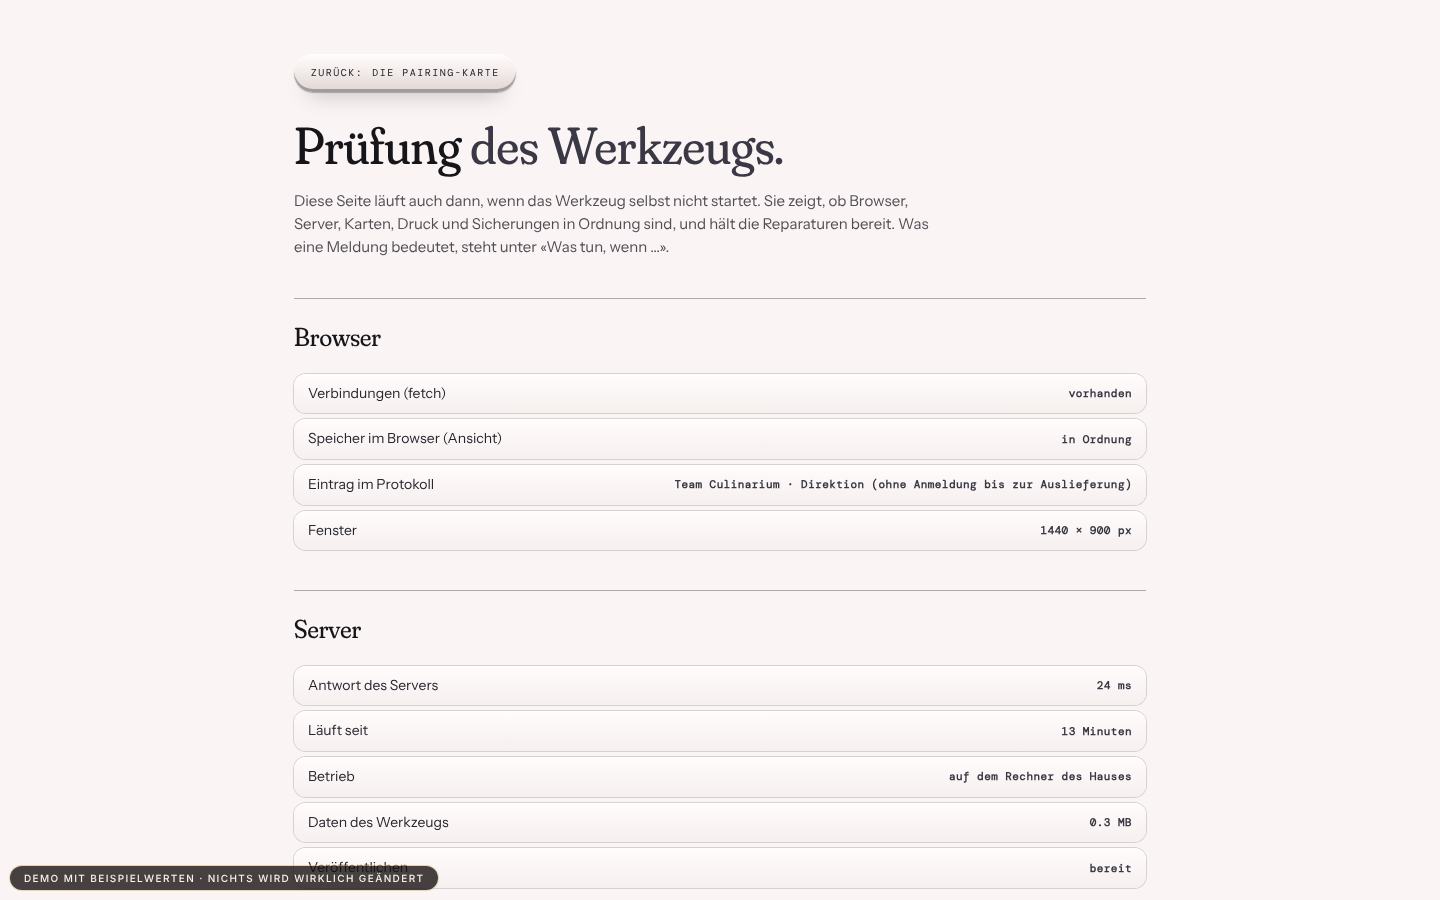 ZURÜCK: DIE PAIRING-KARTE
Prüfung des Werkzeugs.
Diese Seite läuft auch dann, wenn das Werkzeug selbst nicht startet. Sie zeigt, ob Browser,
Server, Karten, Druck und Sicherungen in Ordnung sind, und hält die Reparaturen bereit. Was
eine Meldung bedeutet, steht unter «Was tun, wenn …».
Browser
Verbindungen (fetch) vorhanden
Speicher im Browser (Ansicht) in Ordnung
Eintrag im Protokoll Team Culinarium · Direktion (ohne Anmeldung bis zur Auslieferung)
Fenster 1440 × 900 px
Server
Antwort des Servers 24 ms
Läuft seit 13 Minuten
Betrieb auf dem Rechner des Hauses
Daten des Werkzeugs 0.3 MB
Veröffentlichen bereit
DEMO MIT BEISPIELWERTEN · NICHTS WIRD WIRKLICH GEÄNDERT